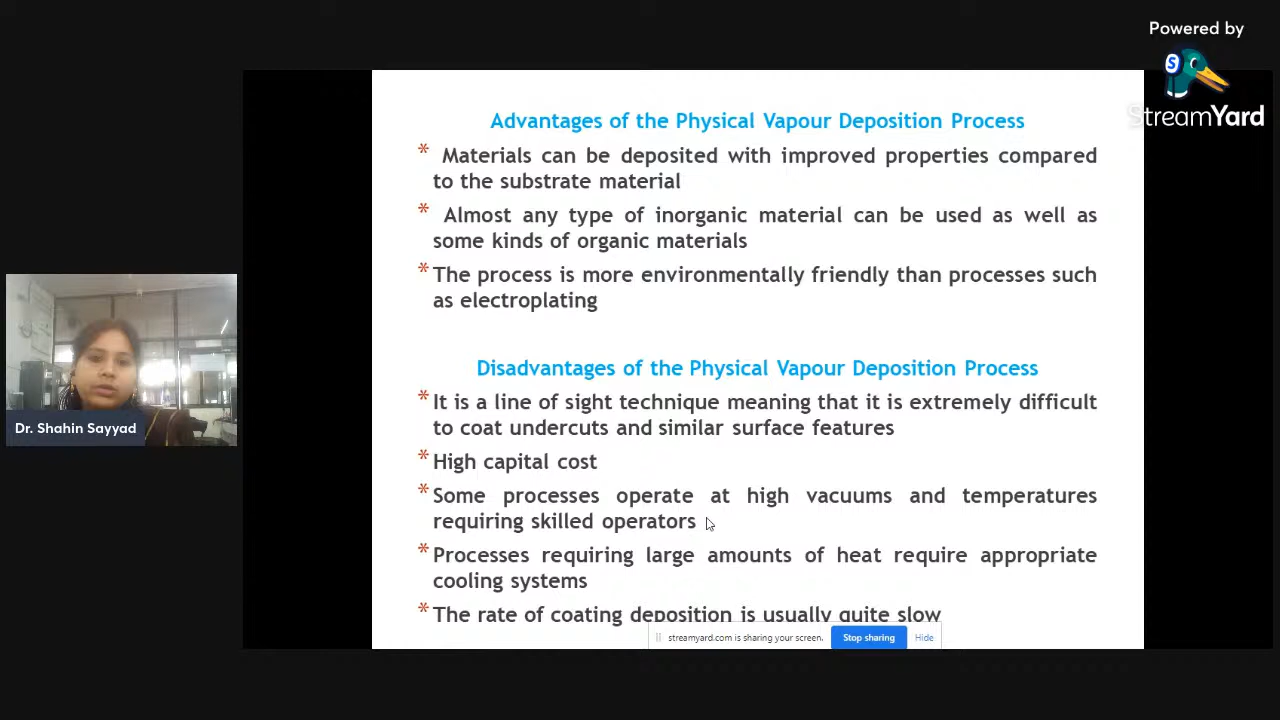 Powered by
StreamYard
Advantages of the Physical Vapour Deposition Process
* Materials can be deposited with improved properties compared
to the substrate material
* Almost any type of inorganic material can be used as well as
some kinds of organic materials
* The process is more environmentally friendly than processes such
as electroplating
Disadvantages of the Physical Vapour Deposition Process
* It is a line of sight technique meaning that it is extremely difficult
to coat undercuts and similar surface features
* High capital cost
* Some processes operate at high vacuums and temperatures
requiring skilled operators
* Processes requiring large amounts of heat require appropriate
cooling systems
* The rate of coating deposition is usually quite slow
streamyard.com is sharing your screen.
Stop sharing
Hide
Dr. Shahin Sayyad